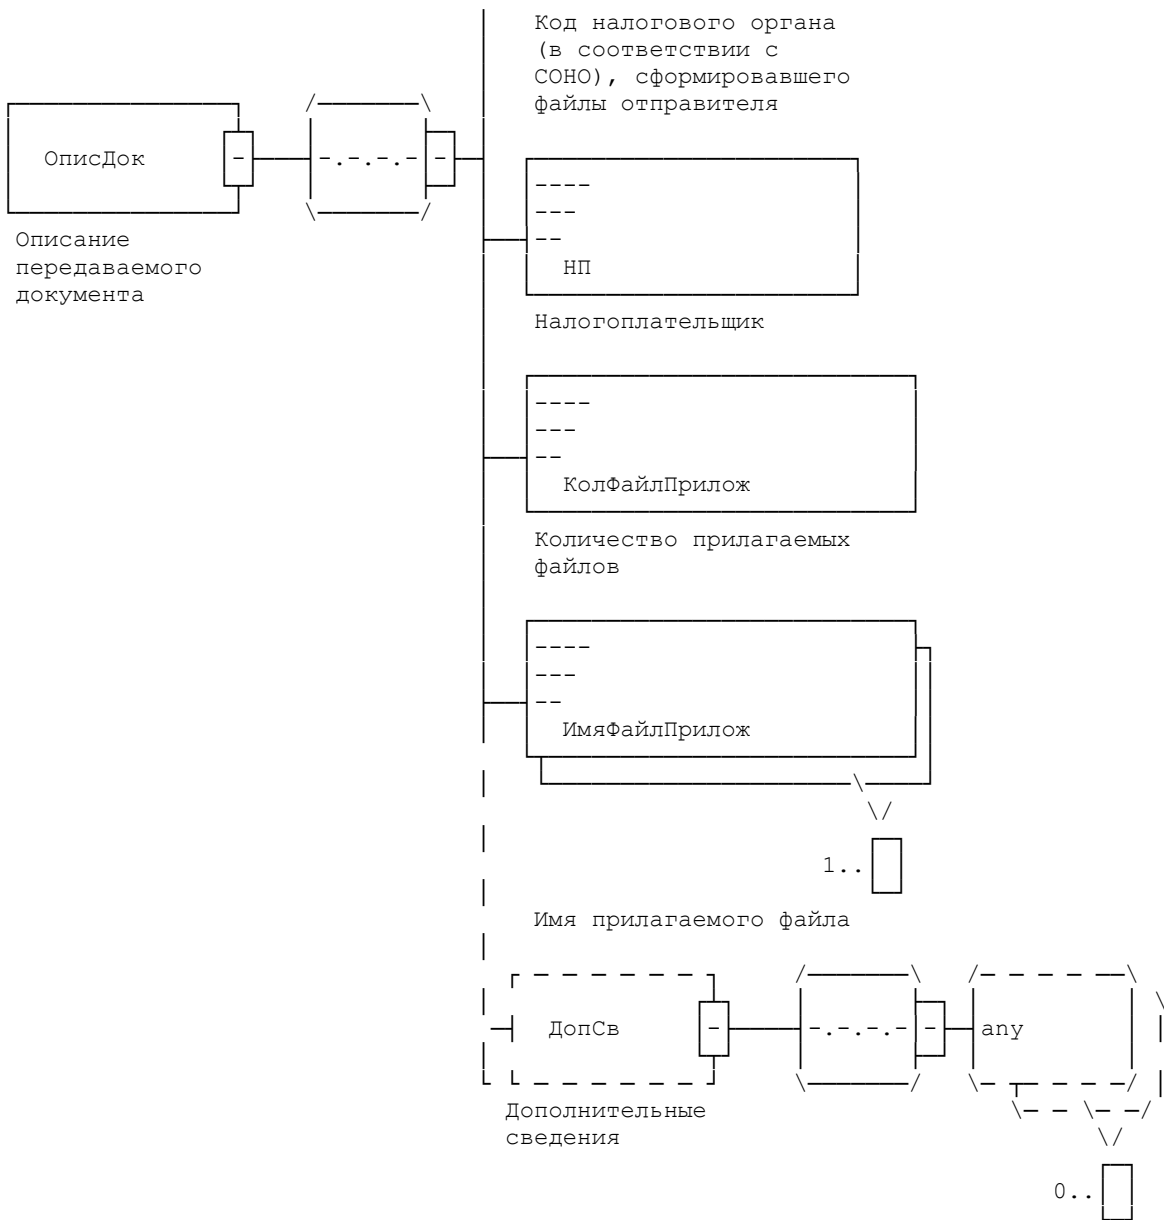 Код налогового органа
(в соответствии с
СОНО), сформировавшего
файлы отправителя
ОписДок
-
-.-.-.-
-
Описание
передаваемого
документа
----
---
--
НП
Налогоплательщик
----
---
--
КолФайлПрилож
Количество прилагаемых
файлов
----
---
--
ИмяФайлПрилож
1..
Имя прилагаемого файла
ДопСв
-
-.-.-.-
-
any
Дополнительные
сведения
0..